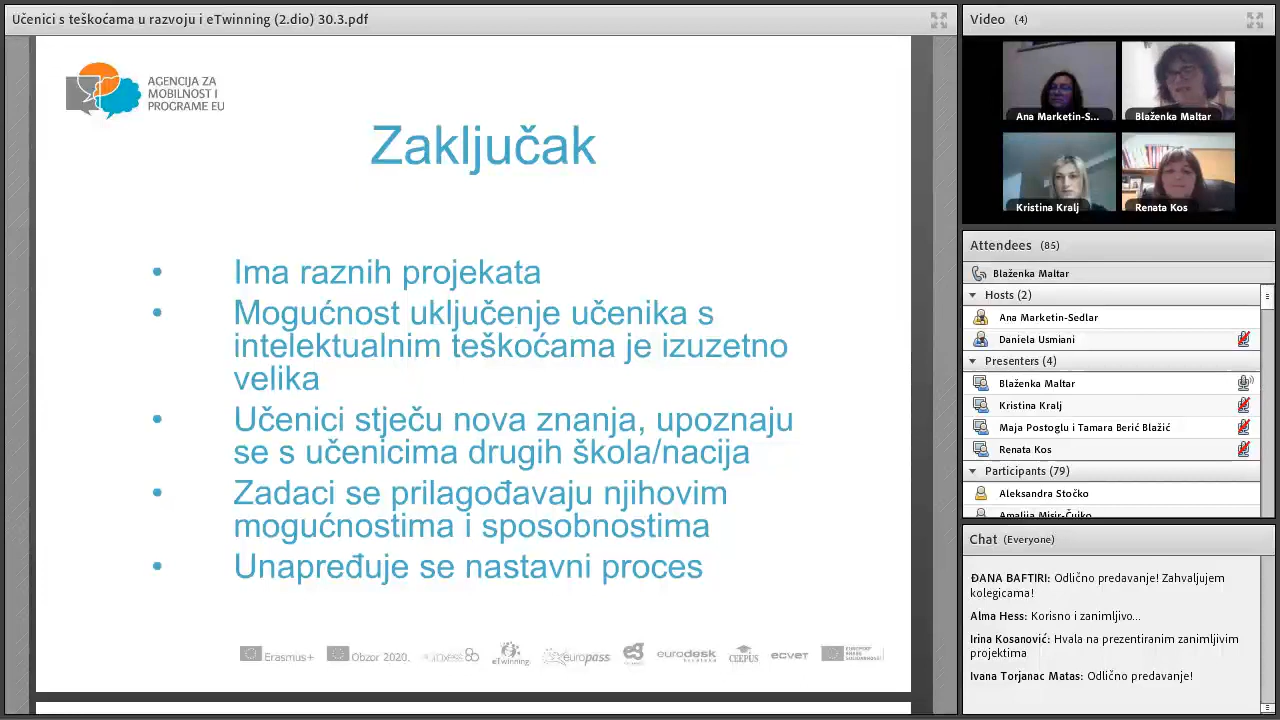 Učenici s teškoćama u razvoju i eTwinning (2.dio) 30.3.pdf
AGENCIJA ZA
MOBILNOST I
PROGRAME EU
Zaključak
• Ima raznih projekata
• Mogućnost uključenje učenika s
intelektualnim teškoćama je izuzetno
velika
• Učenici stječu nova znanja, upoznaju
se s učenicima drugih škola/nacija
• Zadaci se prilagođavaju njihovim
mogućnostima i sposobnostima
• Unapređuje se nastavni proces
Erasmus+
Obzor 2020.
eTwinning
europass
eurodesk
CEEPUS
ECVET
Video (4)
Ana Marketin-S...
Blaženka Maltar
Kristina Kralj
Renata Kos
Attendees (85)
Blaženka Maltar
Hosts (2)
Ana Marketin-Sedlar
Daniela Usmiani
Presenters (4)
Blaženka Maltar
Kristina Kralj
Maja Postoglu i Tamara Berić Blažić
Renata Kos
Participants (79)
Aleksandra Stočko
Chat (Everyone)
ĐANA BAFTIRI: Odlično predavanje! Zahvaljujem
kolegicama!
Alma Hess: Korisno i zanimljivo...
Irina Kosanović: Hvala na prezentiranim zanimljivim
projektima
Ivana Torjanac Matas: Odlično predavanje!